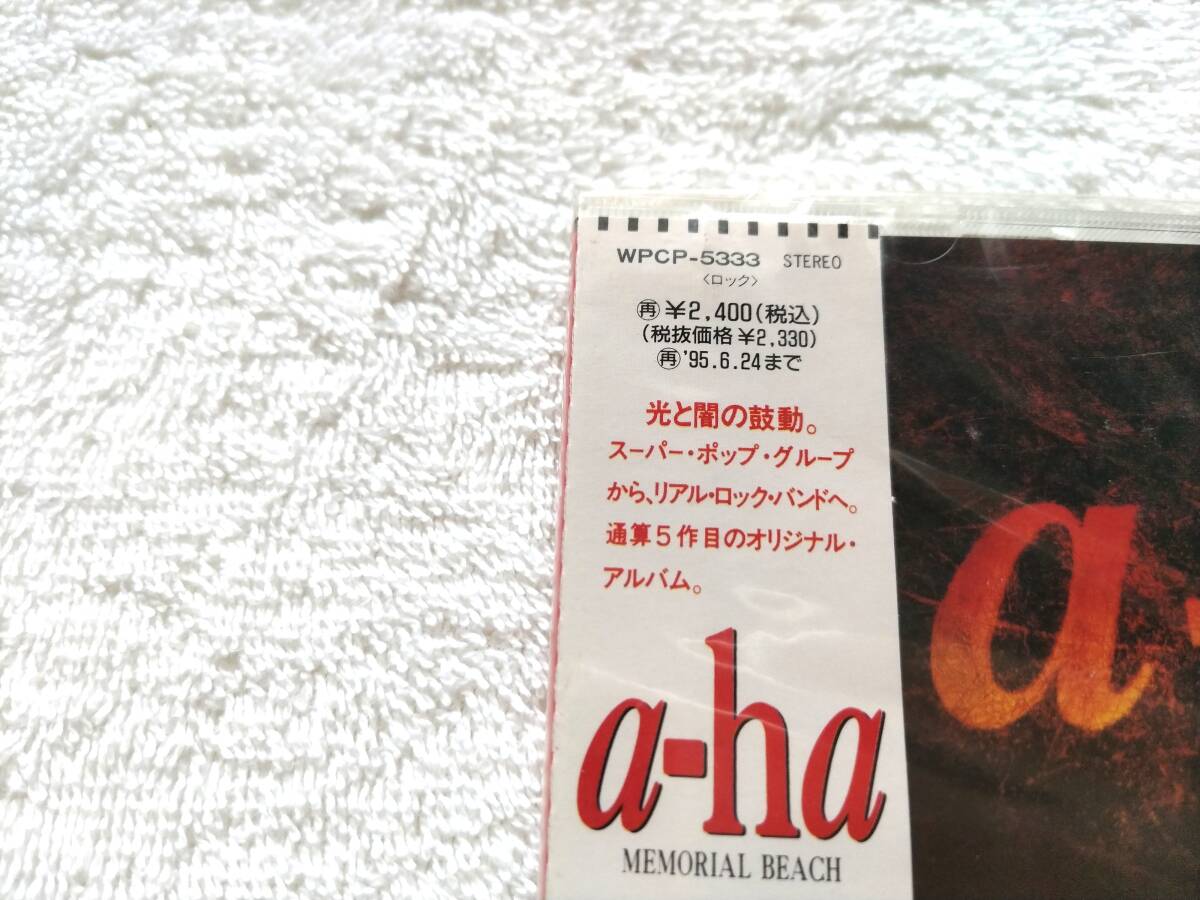 WPCP-5333 STEREO
〈ロック〉
㊢¥2,400(税込)
(税抜価格 ¥2,330)
再 '95.6.24まで
光と闇の鼓動。
スーパー・ポップ・グループ
から、リアル・ロック・バンドへ。
通算5作目のオリジナル・
アルバム。
a-ha
MEMORIAL BEACH
a-